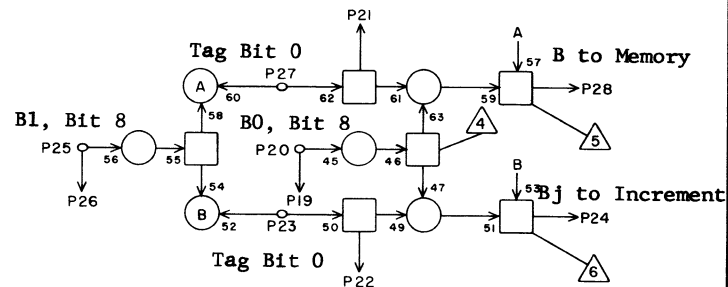 P21
Tag Bit 0
A
P27
57
B to Memory
A
60
62
61
59
P28
58
63
B1, Bit 8
B0, Bit 8
4
5
P25
56
55
P20
45
46
54
47
B
P26
P19
53
Bj to Increment
B
52
P23
50
49
51
P24
Tag Bit 0
P22
6